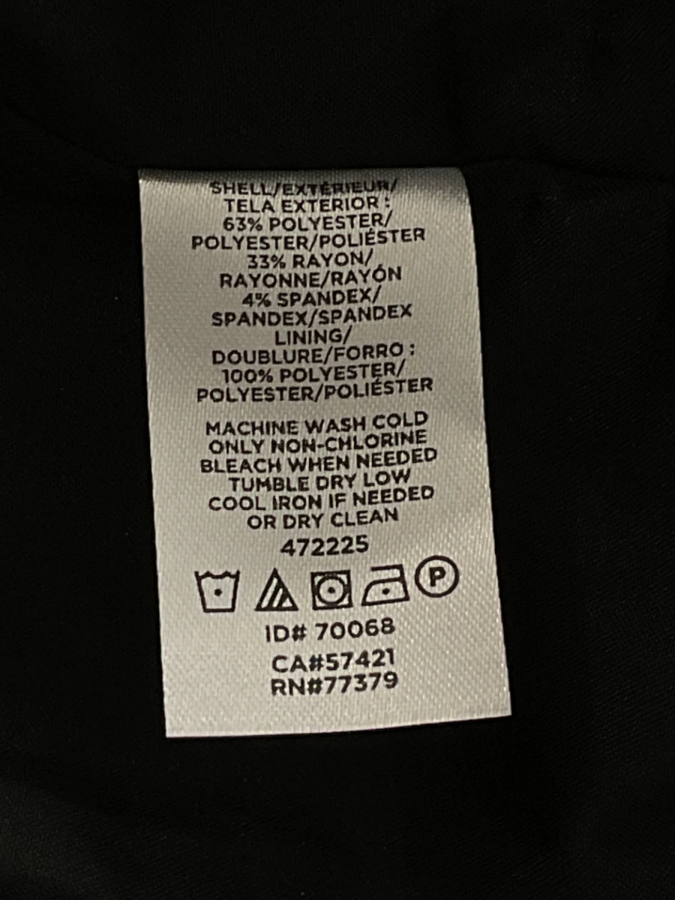 SHELL/EXTÉRIEUR/
TELA EXTERIOR :
63% POLYESTER/
POLYESTER/POLIÉSTER
33% RAYON/
RAYONNE/RAYÓN
4% SPANDEX/
SPANDEX/SPANDEX
LINING/
DOUBLURE/FORRO :
100% POLYESTER/
POLYESTER/POLIÉSTER
MACHINE WASH COLD
ONLY NON-CHLORINE
BLEACH WHEN NEEDED
TUMBLE DRY LOW
COOL IRON IF NEEDED
OR DRY CLEAN
472225
P
ID# 70068
CA#57421
RN#77379